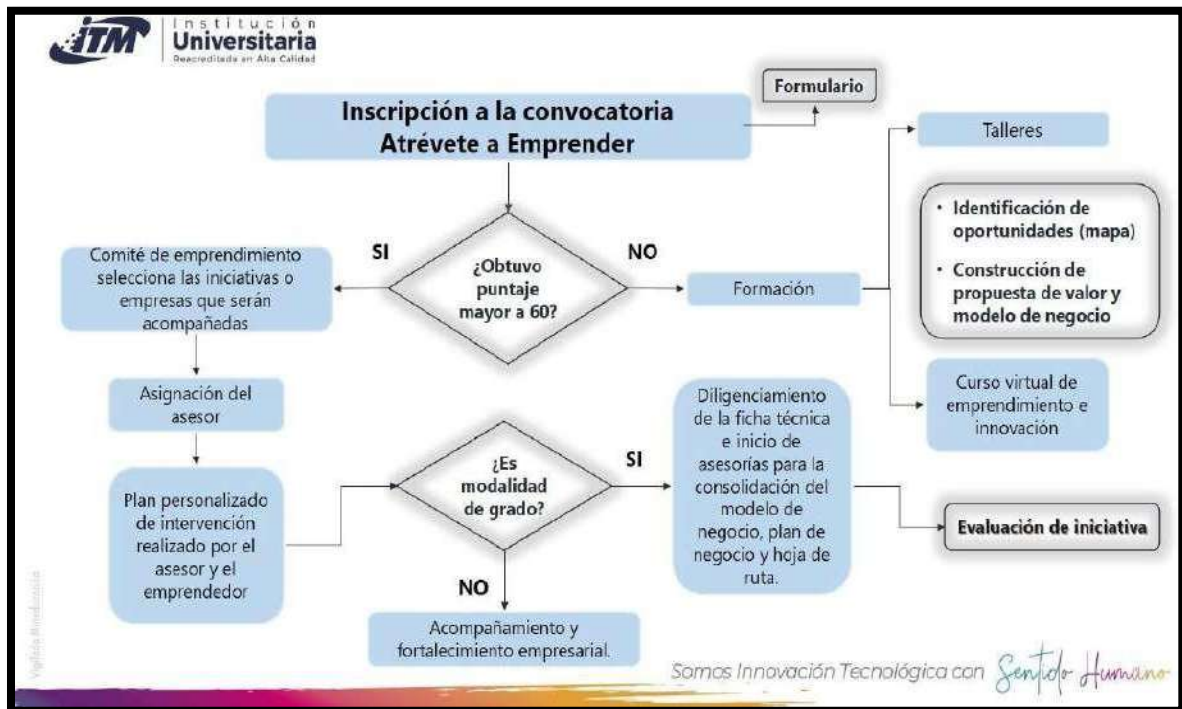 iTM
Institución
Universitaria
Reacreditada en Alta Calidad
Formulario
Inscripción a la convocatoria
Atrévete a Emprender
Talleres
• Identificación de
oportunidades (mapa)
• Construcción de
propuesta de valor y
modelo de negocio
SI
NO
¿Obtuvo
puntaje
mayor a 60?
Comité de emprendimiento
selecciona las iniciativas o
empresas que serán
acompañadas
Formación
Curso virtual de
emprendimiento e
innovación
Asignación del
asesor
Diligenciamiento
de la ficha técnica
e inicio de
asesorías para la
consolidación del
modelo de
negocio, plan de
negocio y hoja de
ruta.
¿Es
modalidad
de grado?
SI
Plan personalizado
de intervención
realizado por el
asesor y el
emprendedor
Evaluación de iniciativa
NO
Acompañamiento y
fortalecimiento empresarial.
Vigilada Mineducación
Somos Innovación Tecnológica con Sentido Humano